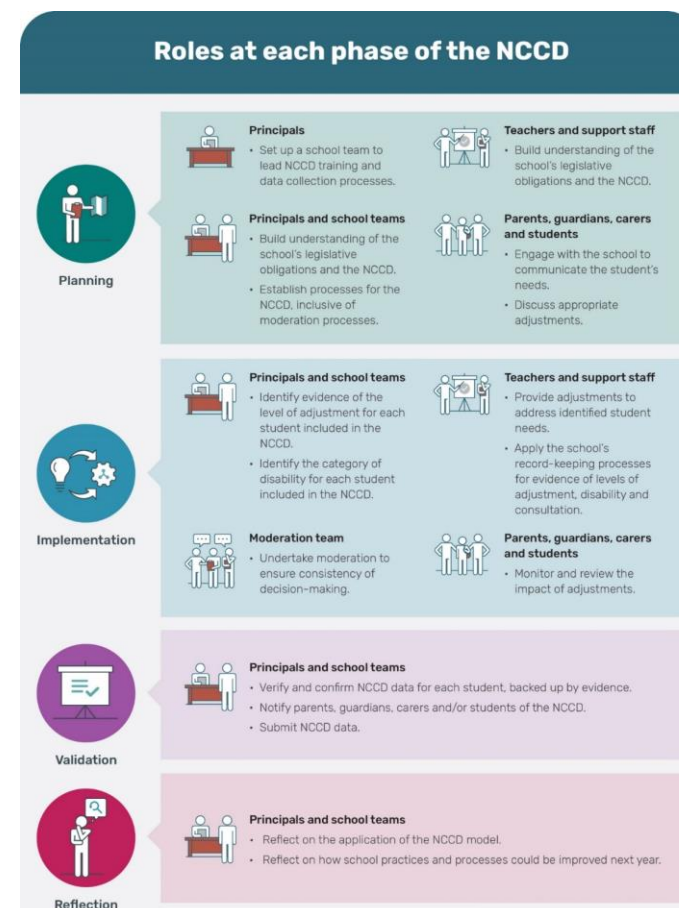 Roles at each phase of the NCCD
Planning
Principals
• Set up a school team to
lead NCCD training and
data collection processes.
Teachers and support staff
• Build understanding of the
school's legislative
obligations and the NCCD.
Principals and school teams
• Build understanding of the
school's legislative
obligations and the NCCD.
• Establish processes for the
NCCD, inclusive of
moderation processes.
Parents, guardians, carers
and students
• Engage with the school to
communicate the student's
needs.
• Discuss appropriate
adjustments.
Implementation
Principals and school teams
• Identify evidence of the
level of adjustment for each
student included in the
NCCD.
• Identify the category of
disability for each student
included in the NCCD.
Teachers and support staff
• Provide adjustments to
address identified student
needs.
• Apply the school's
record-keeping processes
for evidence of levels of
adjustment, disability and
consultation.
Moderation team
• Undertake moderation to
ensure consistency of
decision-making.
Parents, guardians, carers
and students
• Monitor and review the
impact of adjustments.
Validation
Principals and school teams
• Verify and confirm NCCD data for each student, backed up by evidence.
• Notify parents, guardians, carers and/or students of the NCCD.
• Submit NCCD data.
Reflection
Principals and school teams
• Reflect on the application of the NCCD model.
• Reflect on how school practices and processes could be improved next year.